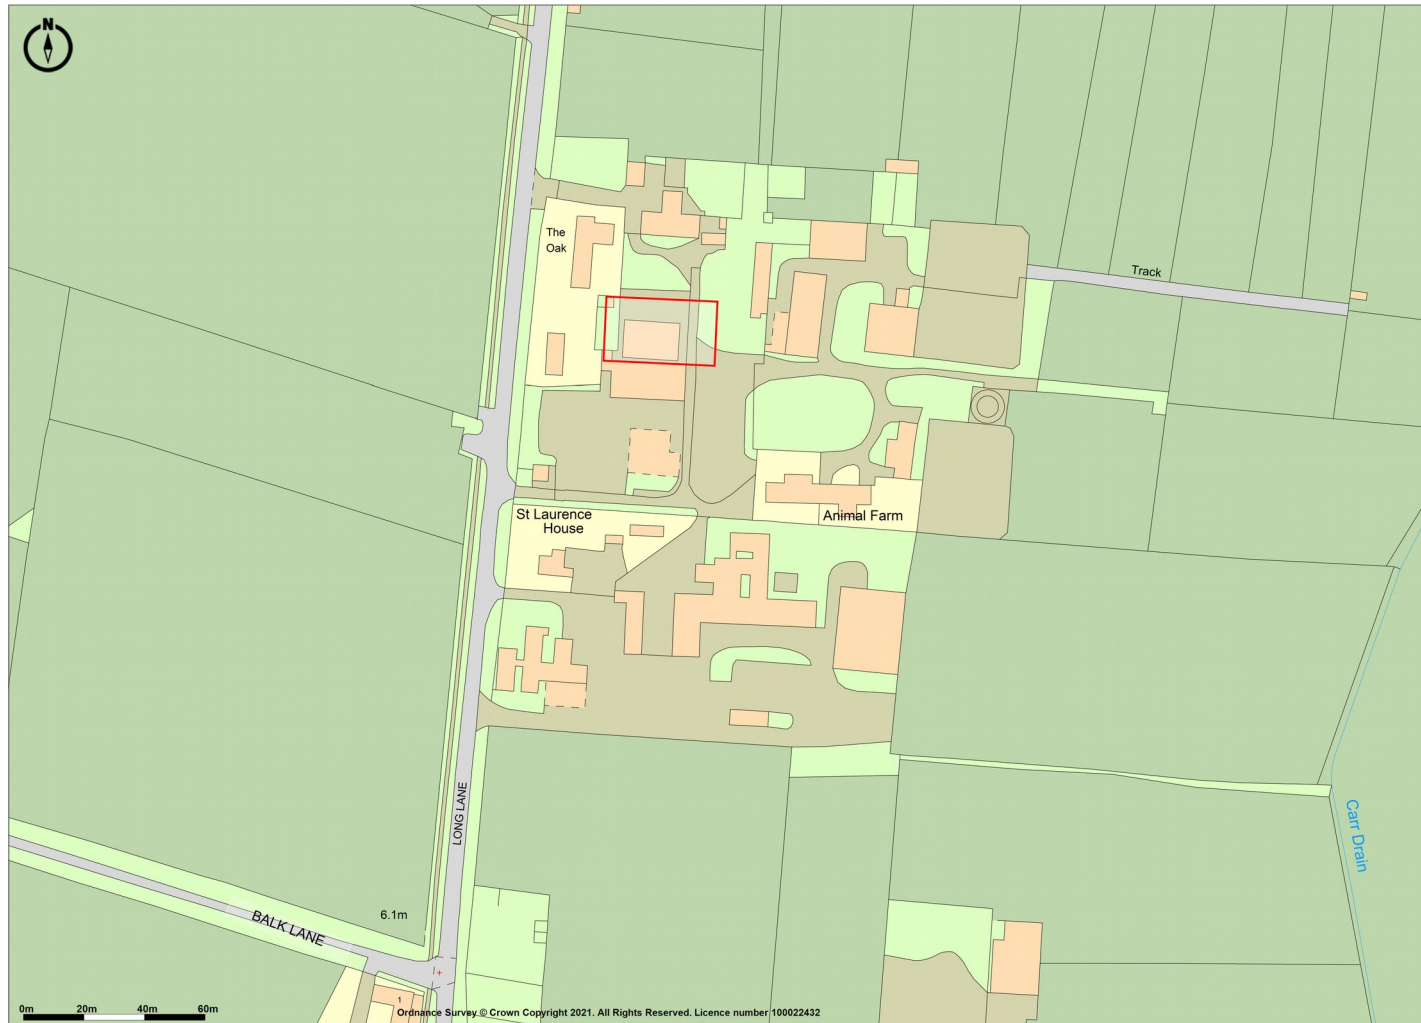 N
The
Oak
Track
St Laurence
House
Animal Farm
LONG LANE
Carr Drain
6.1m
BALK LANE
1
0m 20m 40m 60m
Ordnance Survey © Crown Copyright 2021. All Rights Reserved. Licence number 100022432